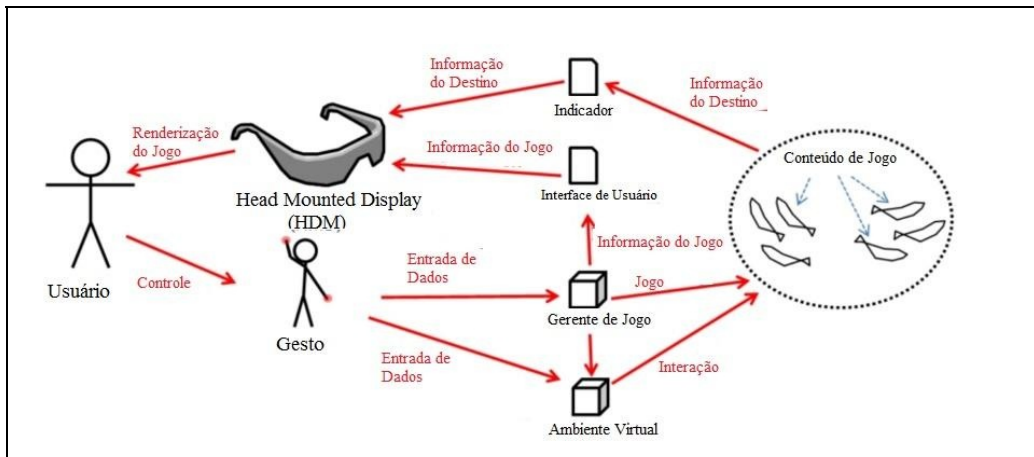 Informação
do Destino
Indicador
Informação
do Destino
Renderização
do Jogo
Informação do Jogo
Interface de Usuário
Conteúdo de Jogo
Head Mounted Display
(HDM)
Informação do Jogo
Usuário
Controle
Gesto
Entrada de
Dados
Gerente de Jogo
Jogo
Entrada de
Dados
Interação
Ambiente Virtual